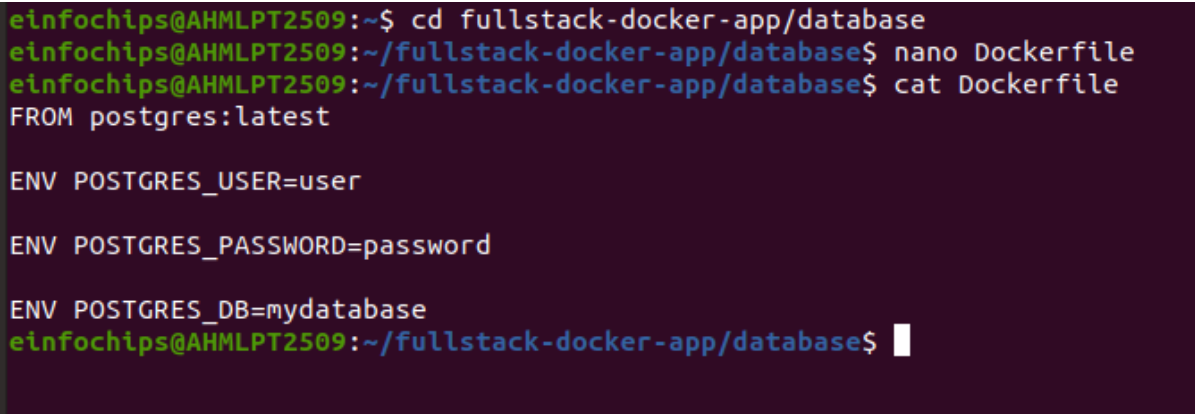 einfochips@AHMLPT2509:~$ cd fullstack-docker-app/database
einfochips@AHMLPT2509:~/fullstack-docker-app/database$ nano Dockerfile
einfochips@AHMLPT2509:~/fullstack-docker-app/database$ cat Dockerfile
FROM postgres:latest
ENV POSTGRES_USER=user
ENV POSTGRES_PASSWORD=password
ENV POSTGRES_DB=mydatabase
einfochips@AHMLPT2509:~/fullstack-docker-app/database$